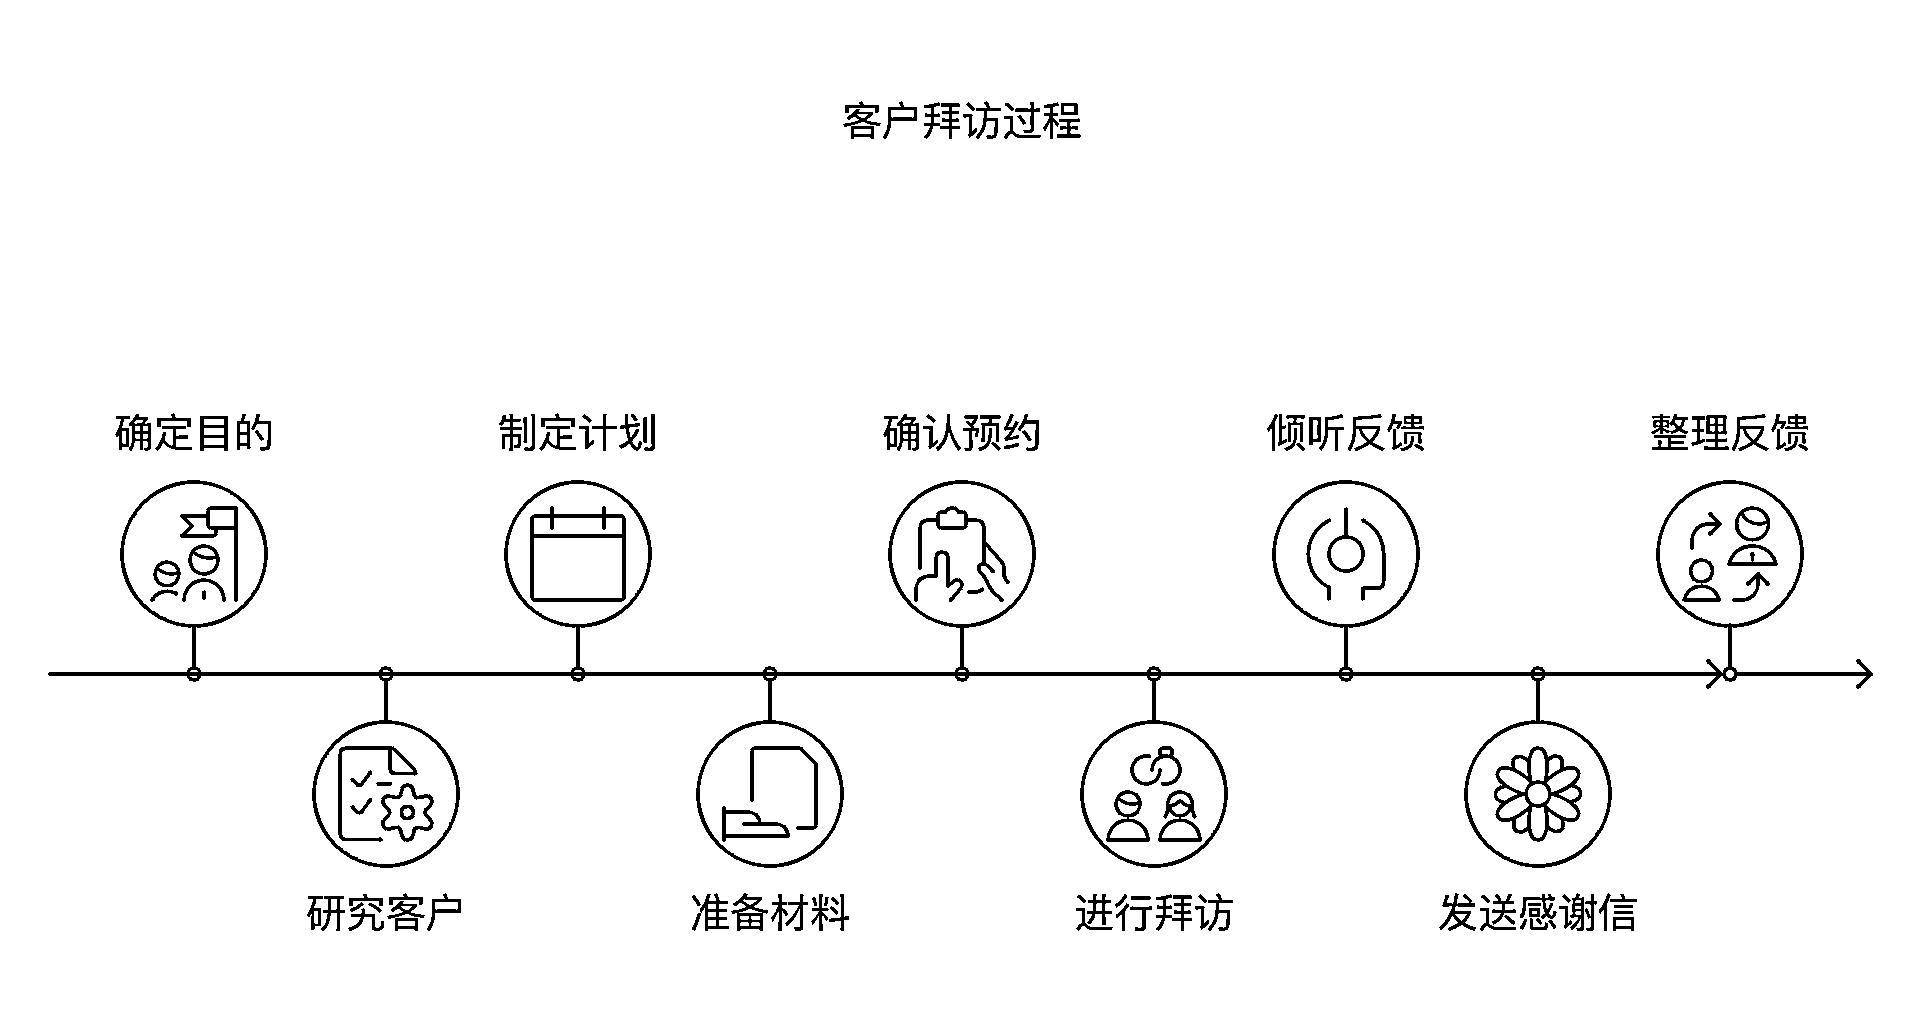 客户拜访过程
确定目的
研究客户
制定计划
准备材料
确认预约
进行拜访
倾听反馈
发送感谢信
整理反馈